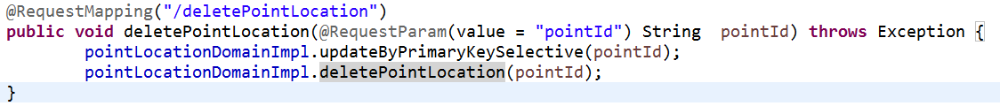 @RequestMapping("/deletePointLocation")
public void deletePointLocation(@RequestParam(value = "pointId") String  pointId) throws Exception {
        pointLocationDomainImpl.updateByPrimaryKeySelective(pointId);
        pointLocationDomainImpl.deletePointLocation(pointId);
}